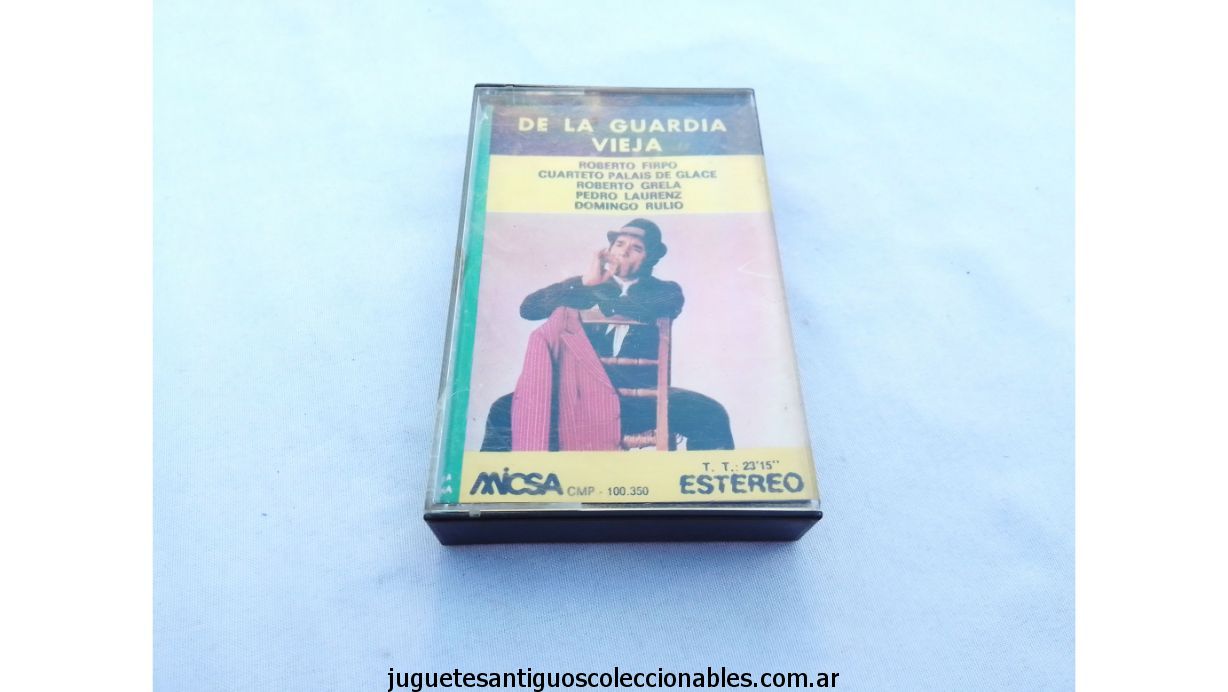 DE LA GUARDIA
VIEJA
ROBERTO FIRPO
CUARTETO PALAIS DE GLACE
ROBERTO GRELA
PEDRO LAURENZ
DOMINGO RULIO
T. T.: 23'15''
MICSA CMP - 100.350 ESTEREO
juguetesantiguoscoleccionables.com.ar